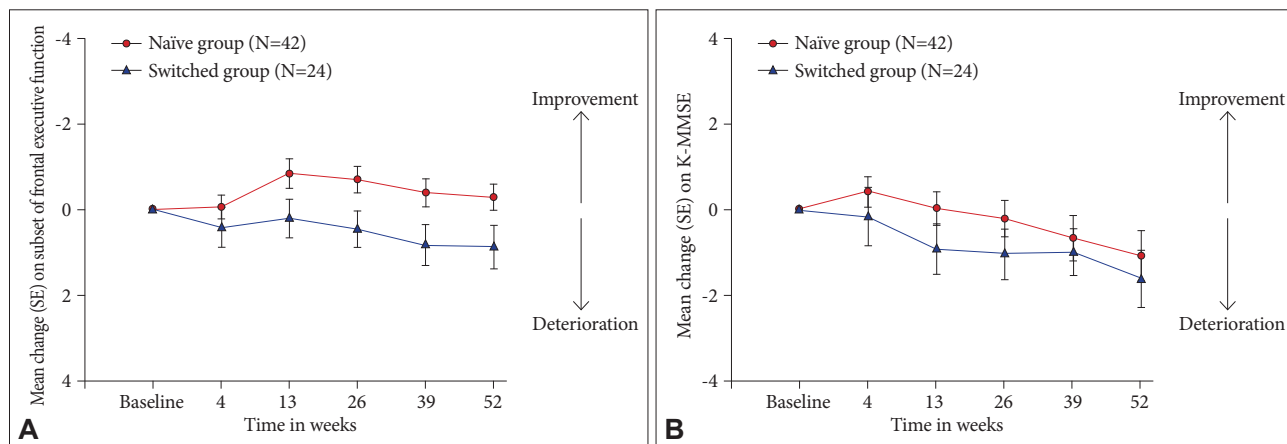 Mean change (SE) on subset of frontal executive function
-4
-2
0
2
4
Naïve group (N=42)
Switched group (N=24)
Improvement
Deterioration
Baseline 4 13 26 39 52
Time in weeks
A
Mean change (SE) on K-MMSE
4
2
0
-2
-4
Naïve group (N=42)
Switched group (N=24)
Improvement
Deterioration
Baseline 4 13 26 39 52
Time in weeks
B